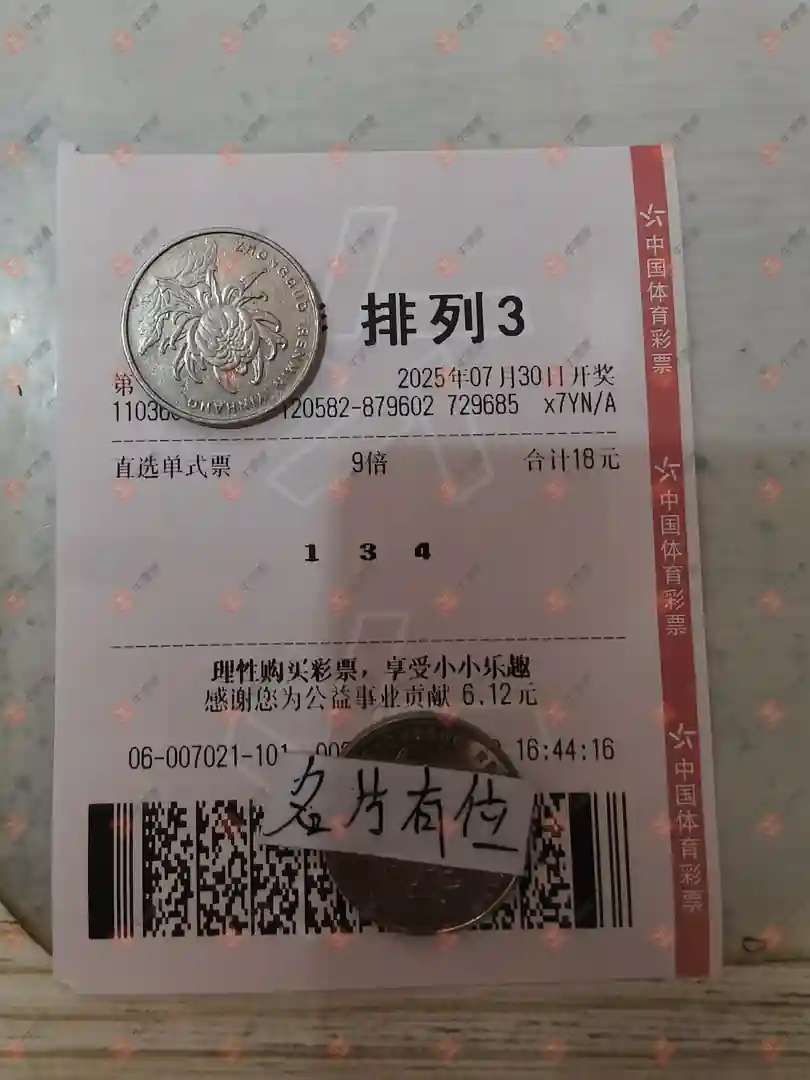 排列3
第
2025年07月30日开奖
11036 120582-879602 729685 x7YN/A
直选单式票 9倍 合计18元
1 3 4
理性购买彩票，享受小小乐趣
感谢您为公益事业贡献 6.12元
06-007021-101 16:44:16
名片有位
ZHONGGUO RENMIN YINHANG
中国体育彩票
中国体育彩票
中国体育彩票